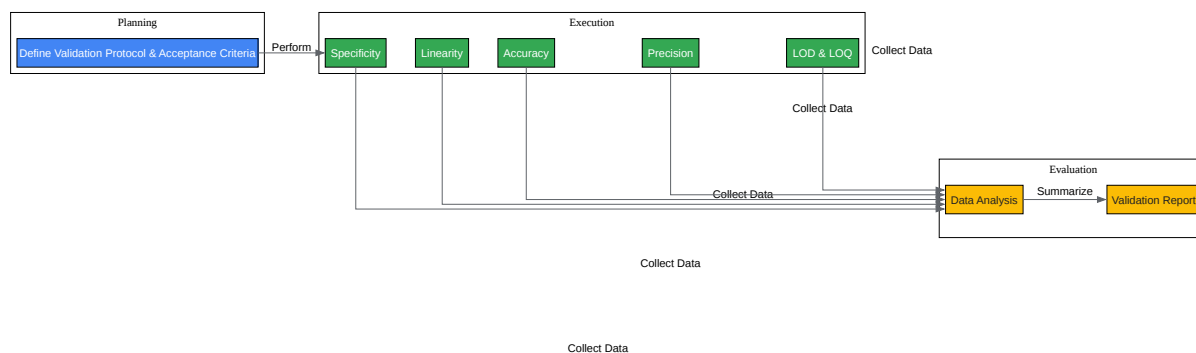 Planning
Define Validation Protocol & Acceptance Criteria
Perform
Execution
Specificity
Linearity
Accuracy
Precision
LOD & LOQ
Collect Data
Collect Data
Collect Data
Collect Data
Collect Data
Evaluation
Data Analysis
Summarize
Validation Report